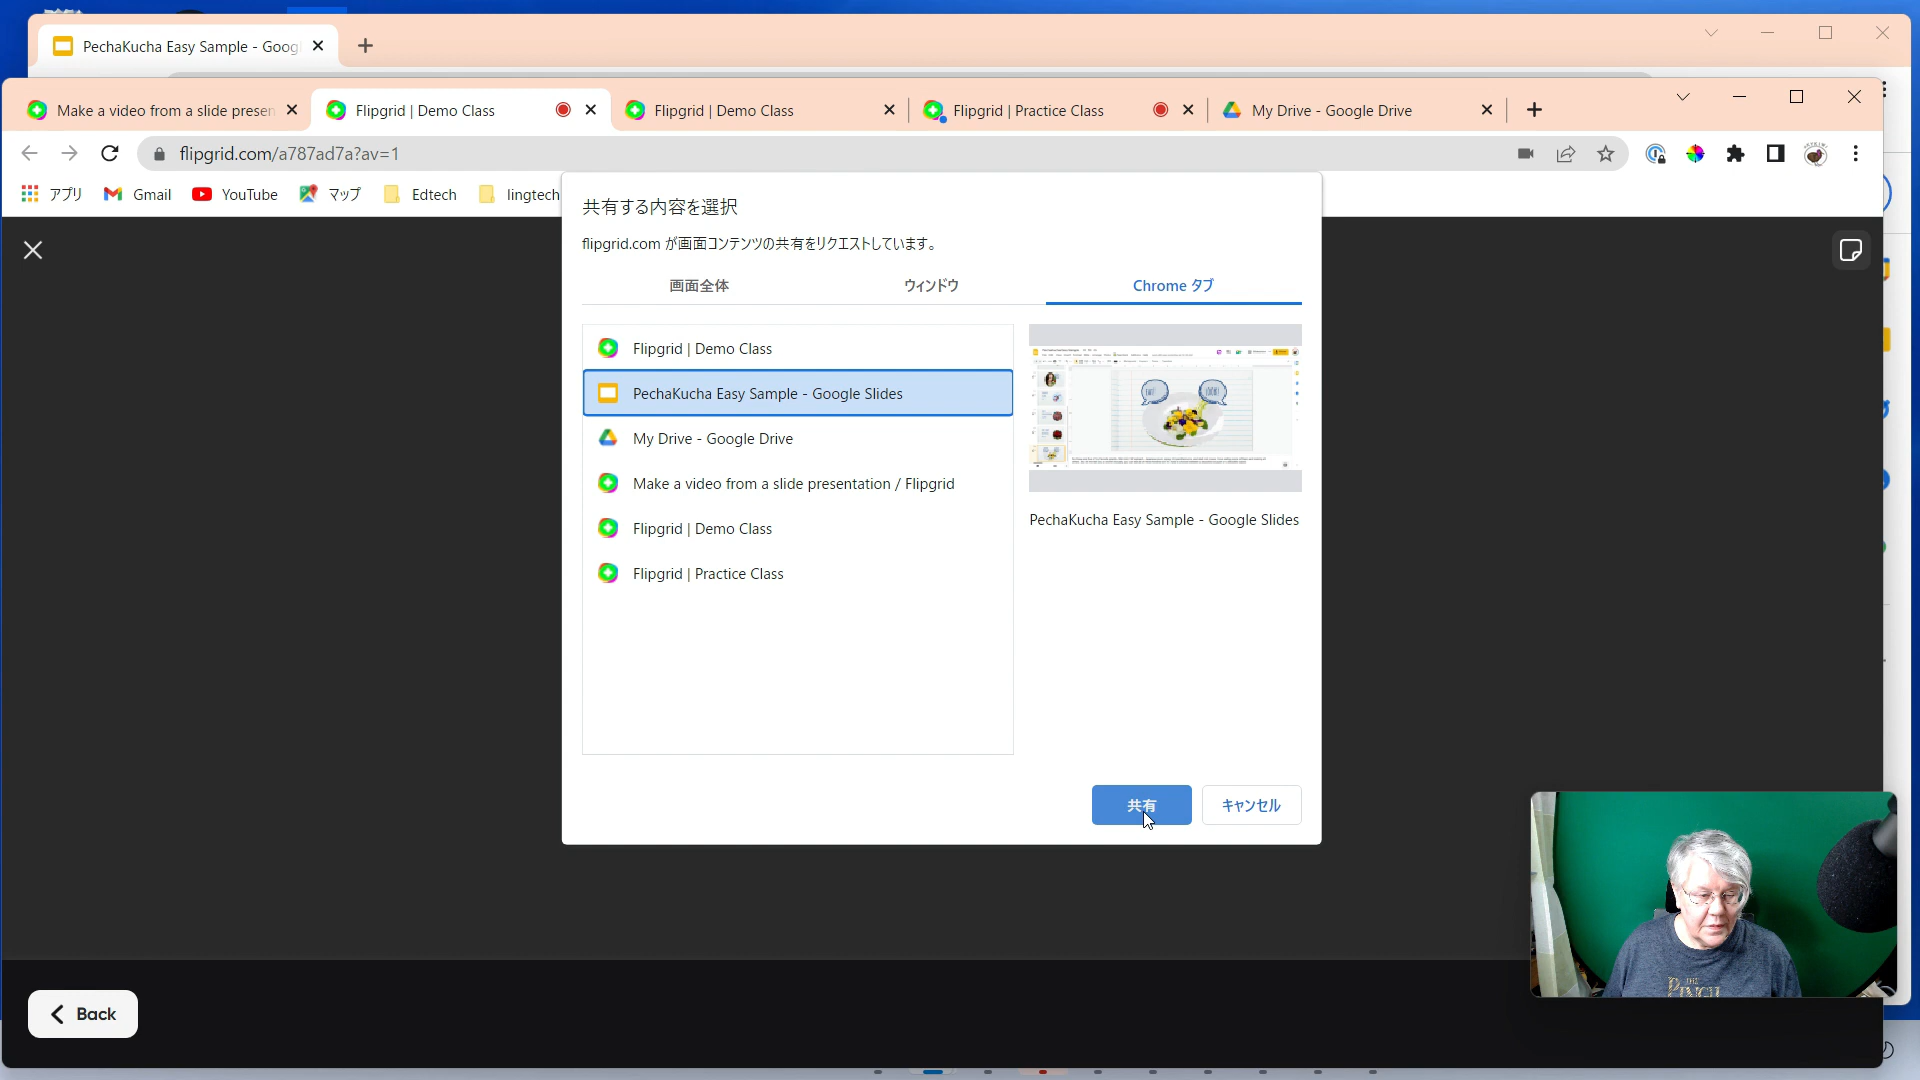 PechaKucha Easy Sample - Goog
Make a video from a slide presen
Flipgrid | Demo Class
Flipgrid | Demo Class
Flipgrid | Practice Class
My Drive - Google Drive
flipgrid.com/a787ad7a?av=1
アプリ
Gmail
YouTube
マップ
Edtech
lingtech
共有する内容を選択
flipgrid.com が画面コンテンツの共有をリクエストしています。
画面全体
ウィンドウ
Chrome タブ
Flipgrid | Demo Class
PechaKucha Easy Sample - Google Slides
My Drive - Google Drive
Make a video from a slide presentation / Flipgrid
Flipgrid | Demo Class
Flipgrid | Practice Class
PechaKucha Easy Sample - Google Slides
共有
キャンセル
Back